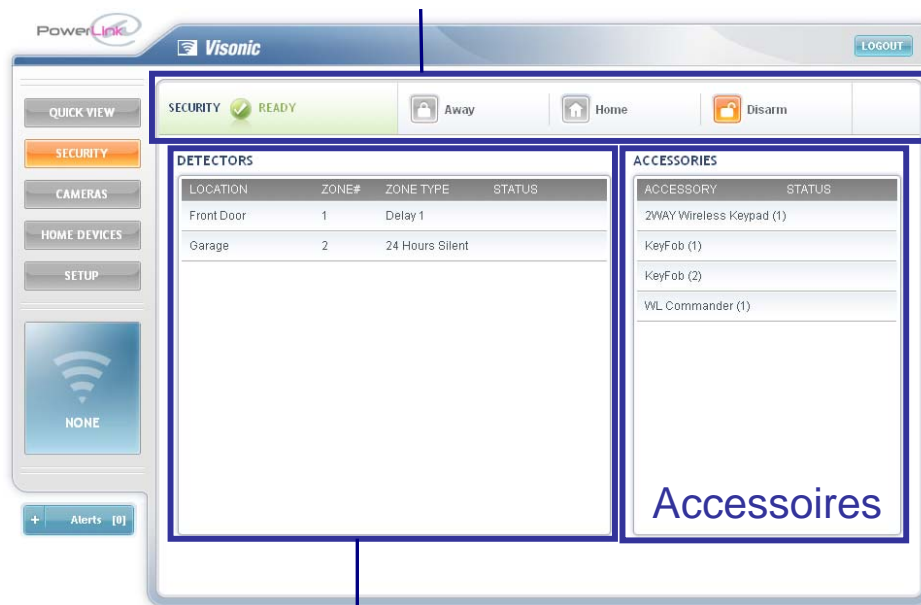 PowerLink
Visonic
LOGOUT
SECURITY READY Away Home Disarm
QUICK VIEW
SECURITY
CAMERAS
HOME DEVICES
SETUP
NONE
+ Alerts [0]
DETECTORS
LOCATION ZONE# ZONE TYPE STATUS
Front Door 1 Delay 1
Garage 2 24 Hours Silent
ACCESSORIES
ACCESSORY STATUS
2WAY Wireless Keypad (1)
KeyFob (1)
KeyFob (2)
WL Commander (1)
Accessoires